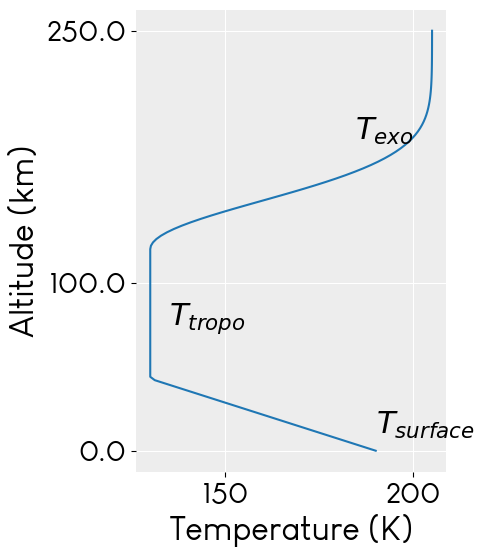 250.0
T_exo
Altitude (km)
100.0
T_tropo
T_surface
0.0
150 200
Temperature (K)